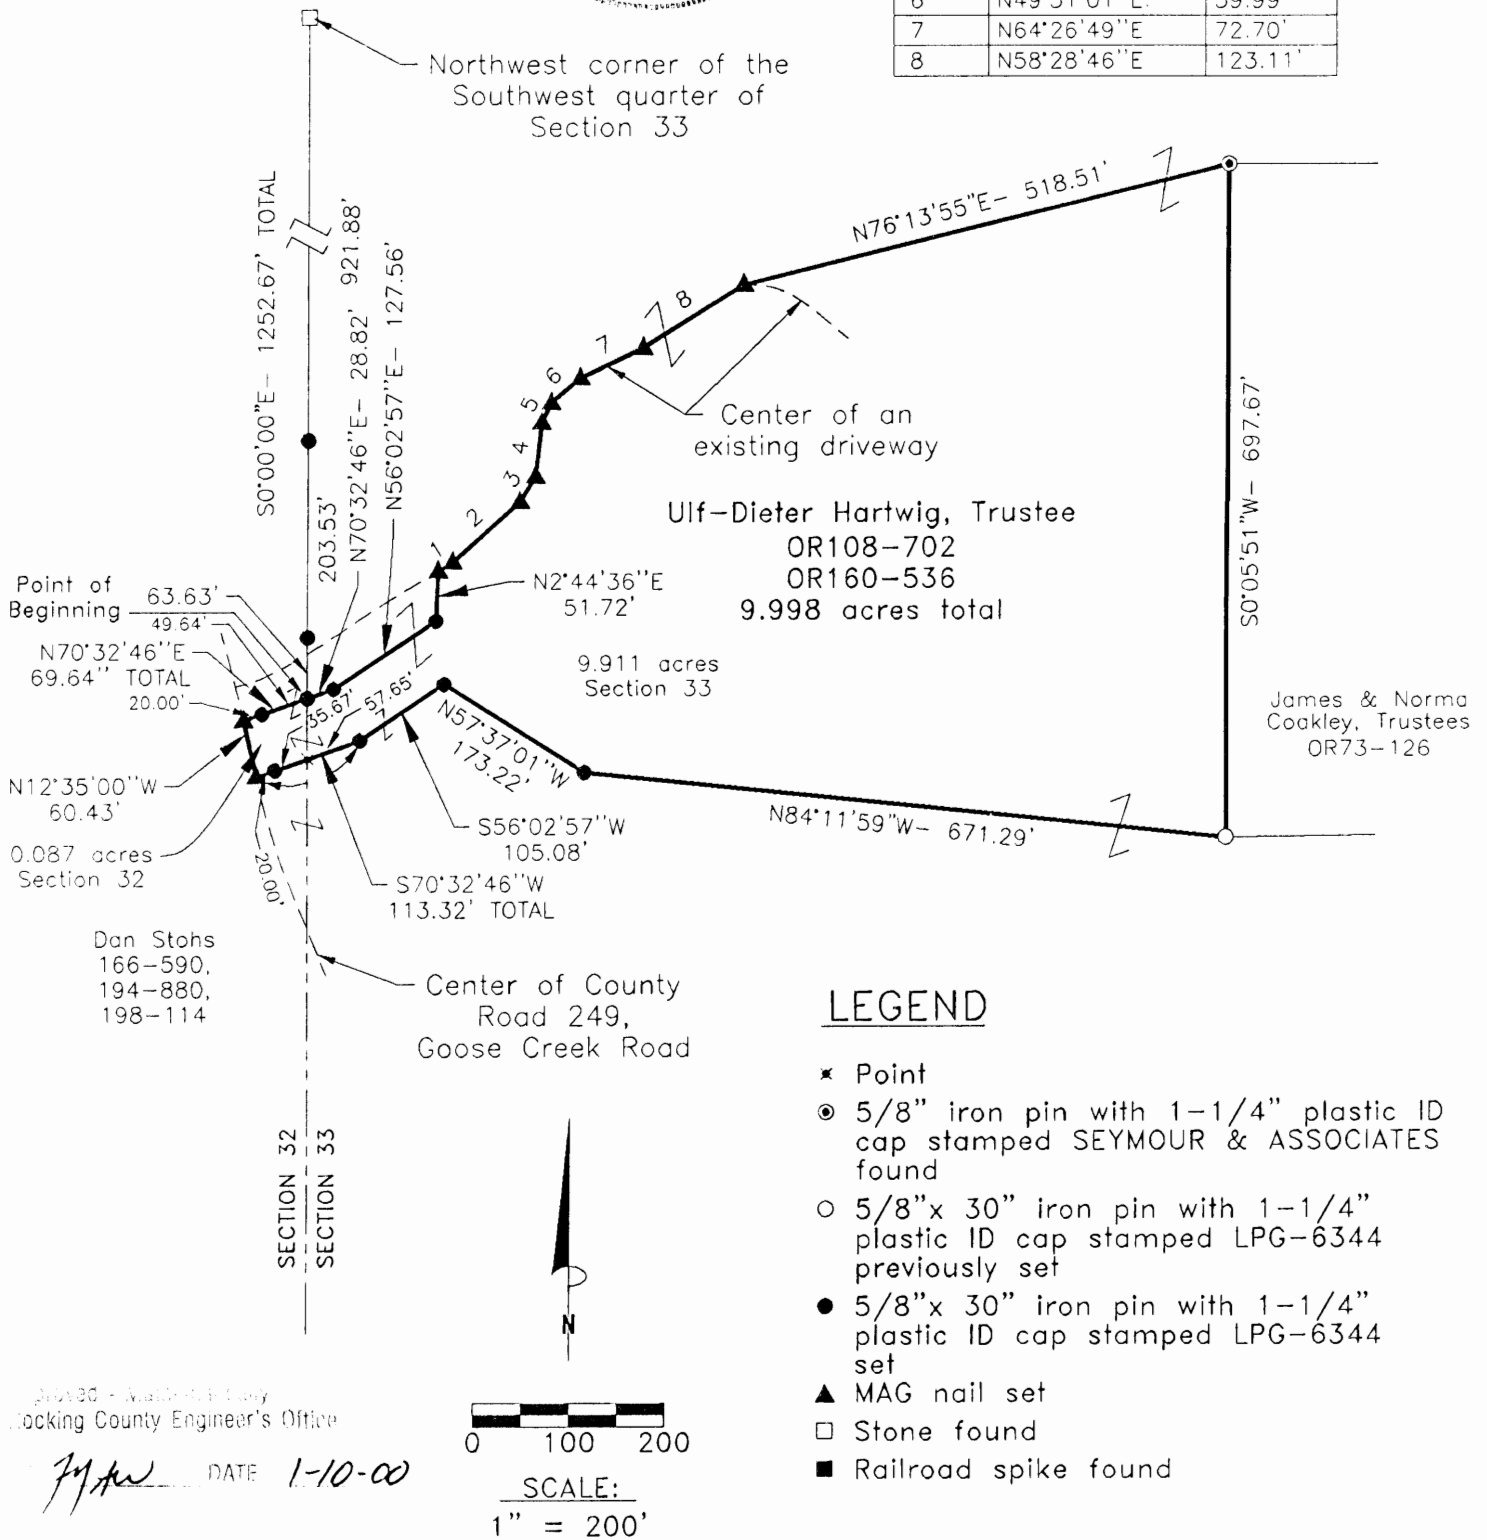 6 N49°51'01"E. 59.99'
7 N64°26'49"E 72.70'
8 N58°28'46"E 123.11'
Northwest corner of the
Southwest quarter of
Section 33
N76°13'55"E- 518.51'
S0°00'00"E- 1252.67' TOTAL
921.88'
203.53'
N70°32'46"E- 28.82'
N56°02'57"E- 127.56'
8
7
6
5
4
3
2
1
Center of an
existing driveway
S0°05'51"W- 697.67'
Ulf-Dieter Hartwig, Trustee
OR108-702
OR160-536
9.998 acres total
N2°44'36"E
51.72'
9.911 acres
Section 33
Point of
Beginning
63.63'
49.64'
N70°32'46"E
69.64" TOTAL
20.00'
35.67'
57.65'
N57°37'01"W
173.22'
James & Norma
Coakley, Trustees
OR73-126
N12°35'00"W
60.43'
N84°11'59"W- 671.29'
S56°02'57"W
105.08'
0.087 acres
Section 32
20.00'
S70°32'46"W
113.32' TOTAL
Dan Stohs
166-590,
194-880,
198-114
Center of County
Road 249,
Goose Creek Road
SECTION 32
SECTION 33
N
LEGEND
Point
5/8" iron pin with 1-1/4" plastic ID
cap stamped SEYMOUR & ASSOCIATES
found
5/8"x 30" iron pin with 1-1/4"
plastic ID cap stamped LPG-6344
previously set
5/8"x 30" iron pin with 1-1/4"
plastic ID cap stamped LPG-6344
set
MAG nail set
Stone found
Railroad spike found
County Engineer's Office
DATE 1-10-00
0 100 200
SCALE:
1" = 200'